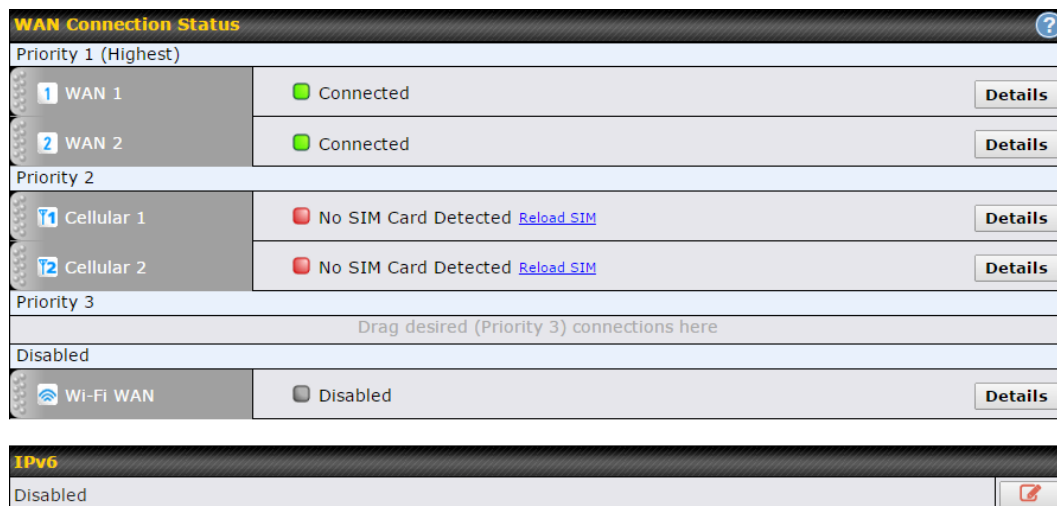 WAN Connection Status
?
Priority 1 (Highest)
1 WAN 1 Connected Details
2 WAN 2 Connected Details
Priority 2
1 Cellular 1 No SIM Card Detected Reload SIM Details
2 Cellular 2 No SIM Card Detected Reload SIM Details
Priority 3
Drag desired (Priority 3) connections here
Disabled
Wi-Fi WAN Disabled Details
IPv6
Disabled